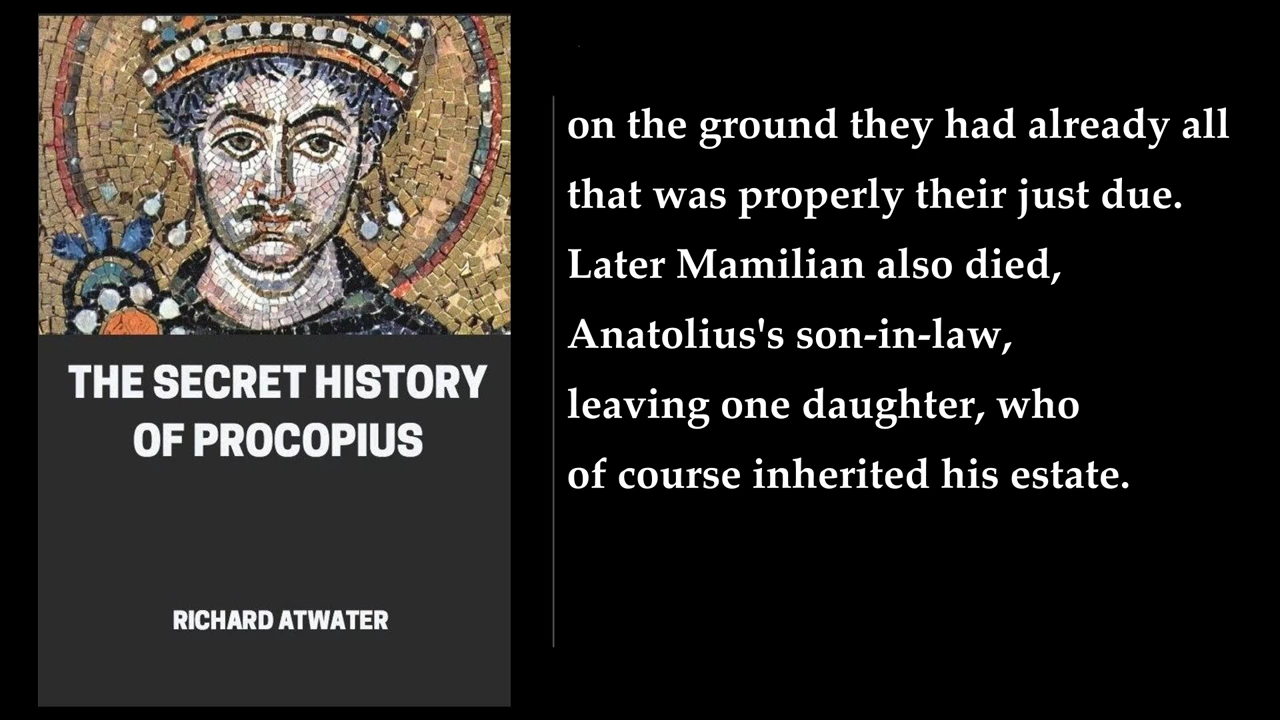 THE SECRET HISTORY
OF PROCOPIUS
RICHARD ATWATER
on the ground they had already all
that was properly their just due.
Later Mamilian also died,
Anatolius's son-in-law,
leaving one daughter, who
of course inherited his estate.